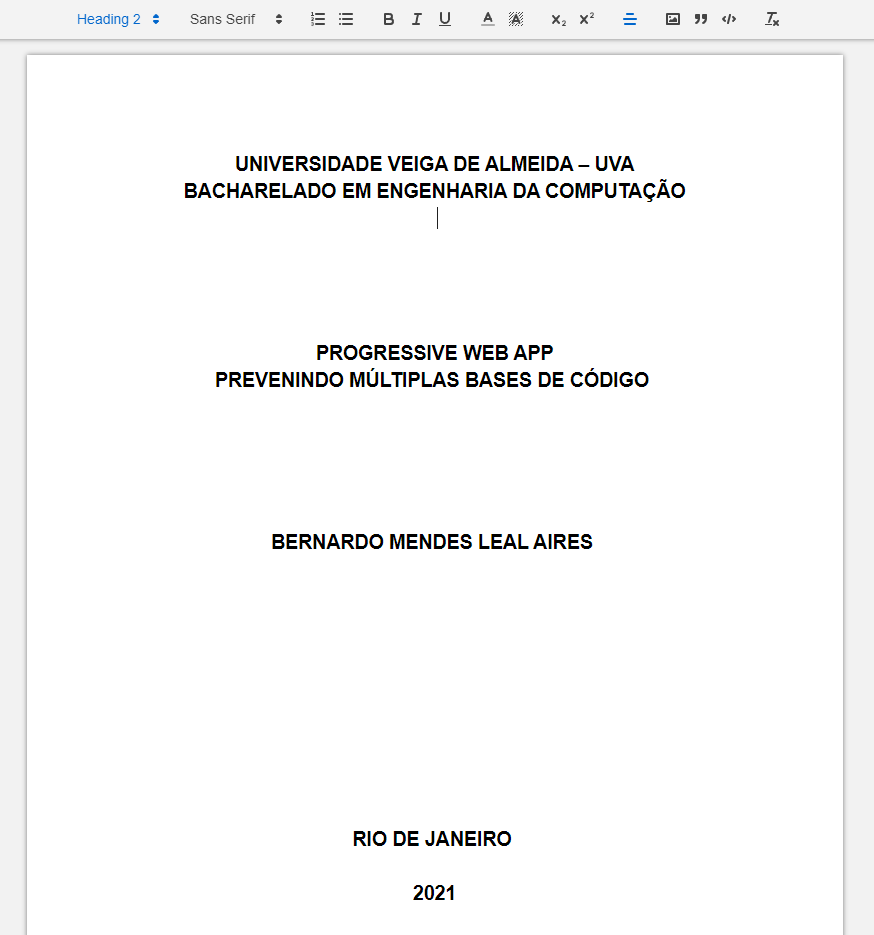 Heading 2 Sans Serif
UNIVERSIDADE VEIGA DE ALMEIDA – UVA
BACHARELADO EM ENGENHARIA DA COMPUTAÇÃO
PROGRESSIVE WEB APP
PREVENINDO MÚLTIPLAS BASES DE CÓDIGO
BERNARDO MENDES LEAL AIRES
RIO DE JANEIRO
2021